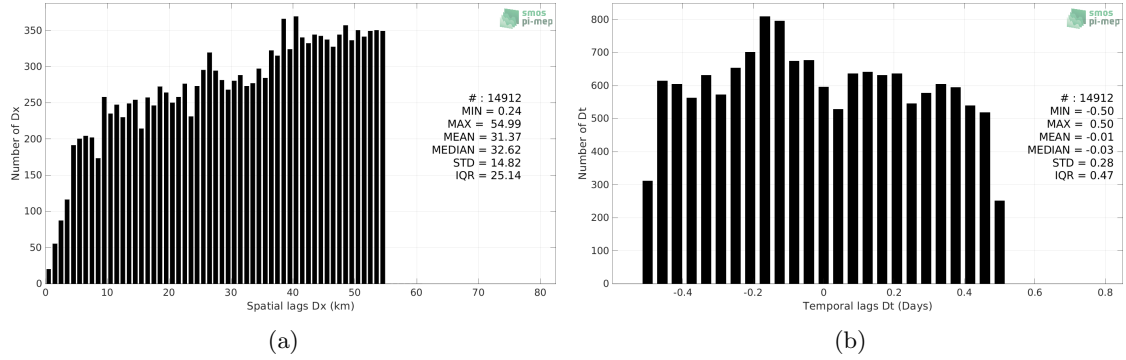 smos
pi-mep
350
300
250
200
150
100
50
0
Number of Dx
# : 14912
MIN = 0.24
MAX = 54.99
MEAN = 31.37
MEDIAN = 32.62
STD = 14.82
IQR = 25.14
0 10 20 30 40 50 60 70 80
Spatial lags Dx (km)
(a)
smos
pi-mep
800
700
600
500
400
300
200
100
0
Number of Dt
# : 14912
MIN = -0.50
MAX = 0.50
MEAN = -0.01
MEDIAN = -0.03
STD = 0.28
IQR = 0.47
-0.4 -0.2 0 0.2 0.4 0.6 0.8
Temporal lags Dt (Days)
(b)